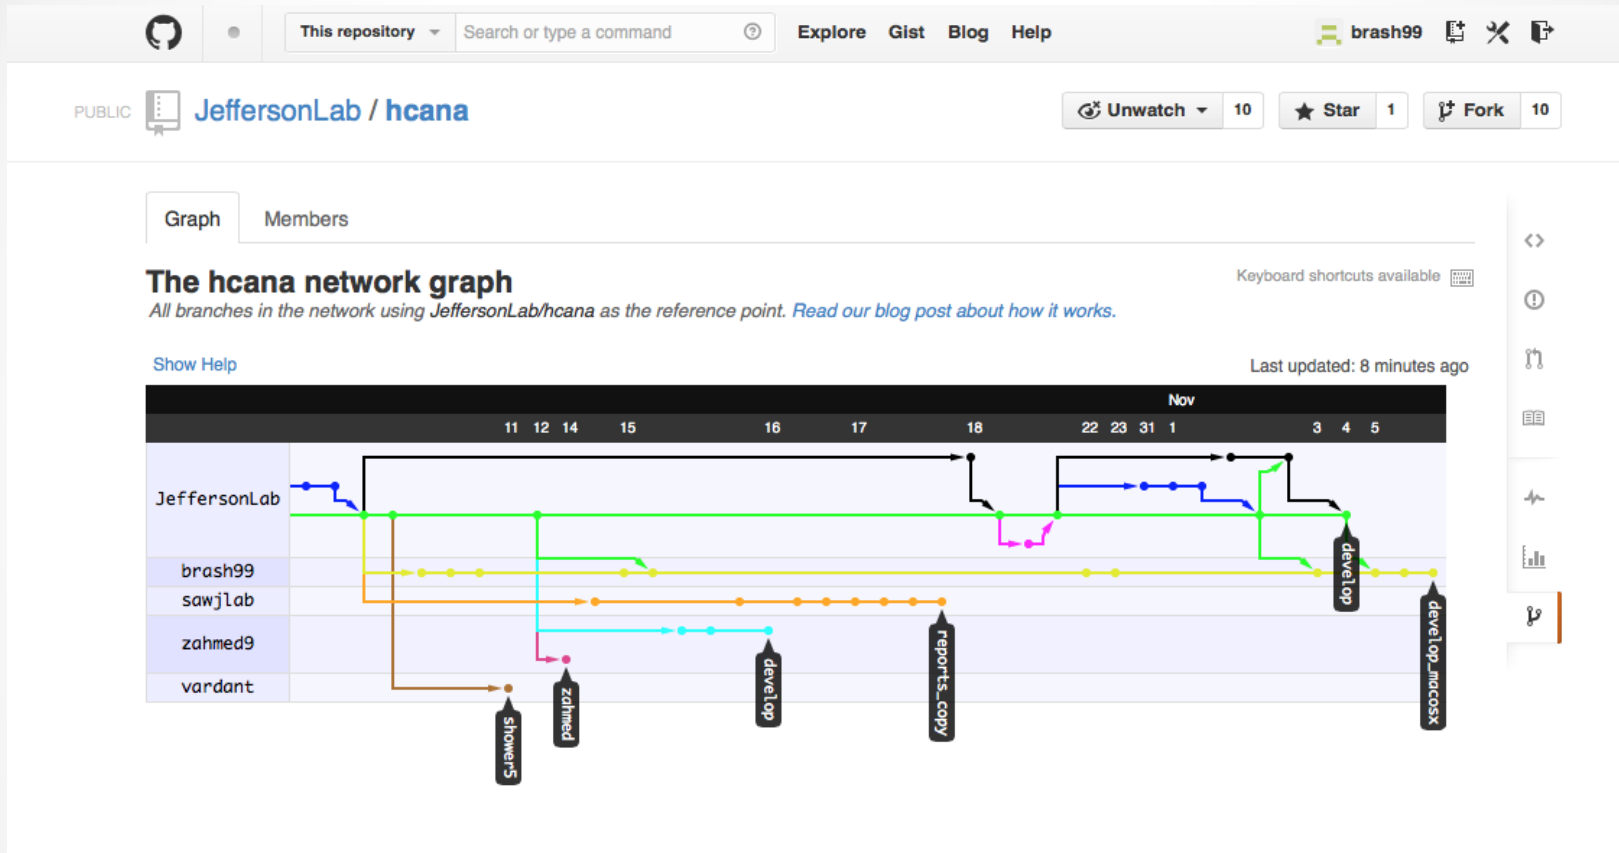 This repository Search or type a command Explore Gist Blog Help brash99
PUBLIC JeffersonLab / hcana Unwatch 10 Star 1 Fork 10
Graph Members
The hcana network graph
Keyboard shortcuts available
All branches in the network using JeffersonLab/hcana as the reference point. Read our blog post about how it works.
Show Help
Last updated: 8 minutes ago
Nov
11 12 14 15 16 17 18 22 23 31 1 3 4 5
JeffersonLab
brash99
sawjlab
zahmed9
vardant
shower5
zahmed
develop
reports_copy
develop
develop_macosx